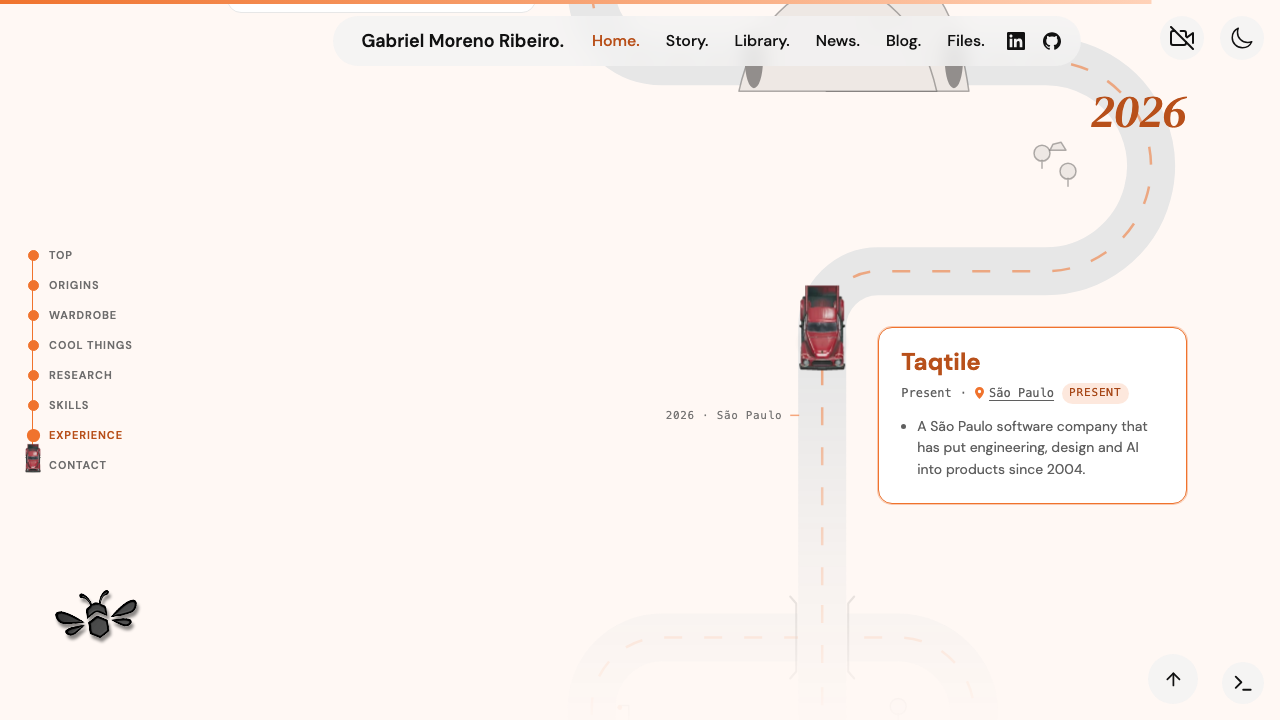 Gabriel Moreno Ribeiro.
Home.
Story.
Library.
News.
Blog.
Files.
2026
TOP
ORIGINS
WARDROBE
COOL THINGS
RESEARCH
SKILLS
EXPERIENCE
CONTACT
2026 · São Paulo
Taqtile
Present · São Paulo PRESENT
A São Paulo software company that
has put engineering, design and AI
into products since 2004.